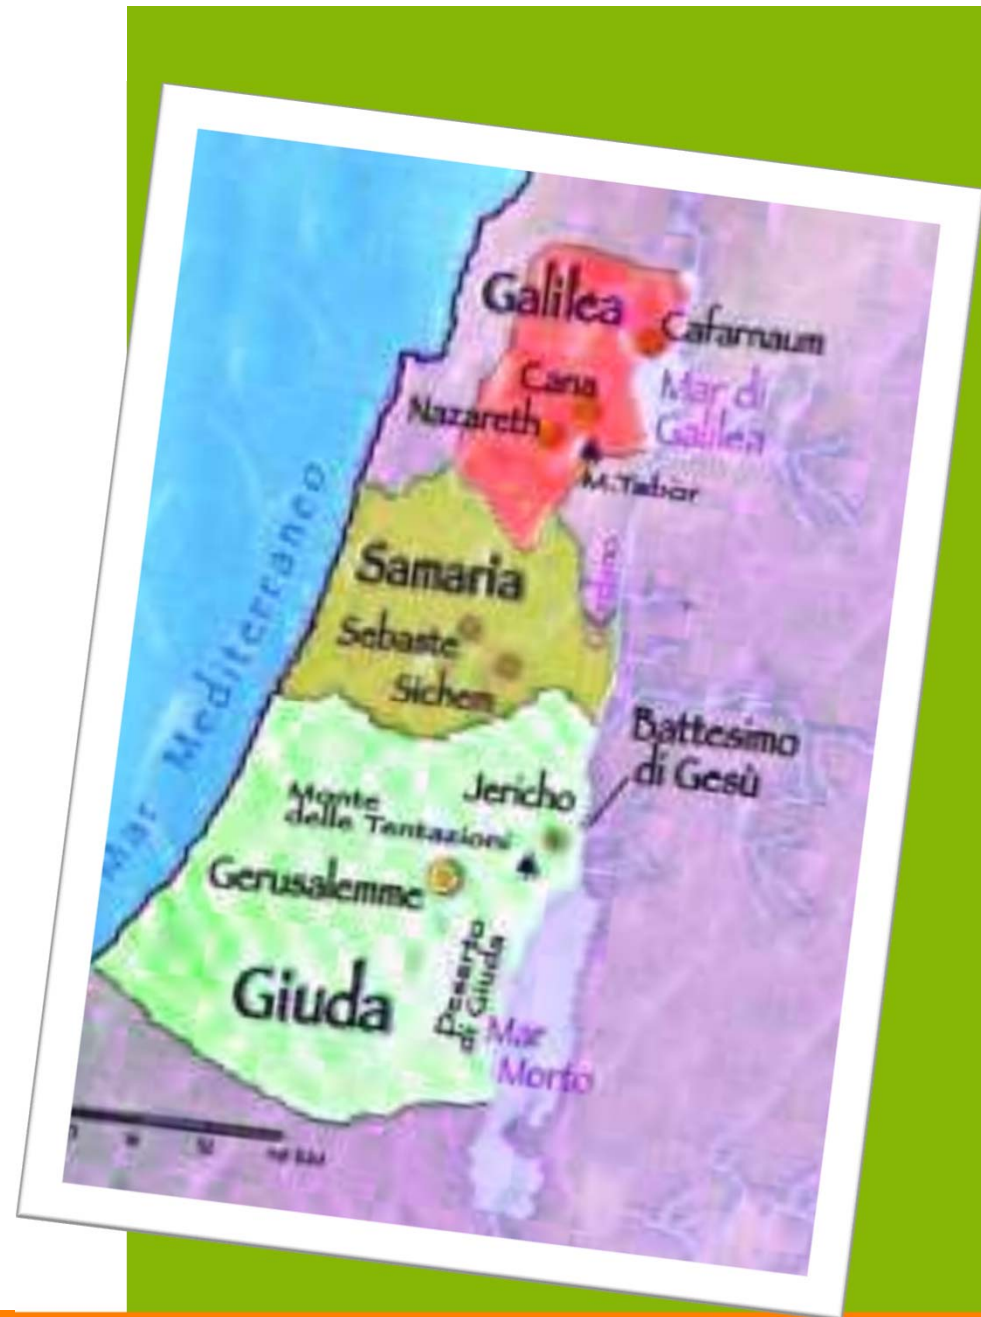 Galilea
Cafarnaum
Cana
Mar di
Galilea
Nazareth
M. Tabor
Mar Mediterraneo
Samaria
Sebaste
Sichem
Battesimo
di Gesù
Jericho
Monte
delle Tentazioni
Gerusalemme
Deserto
di Giuda
Giuda
Mar
Morto